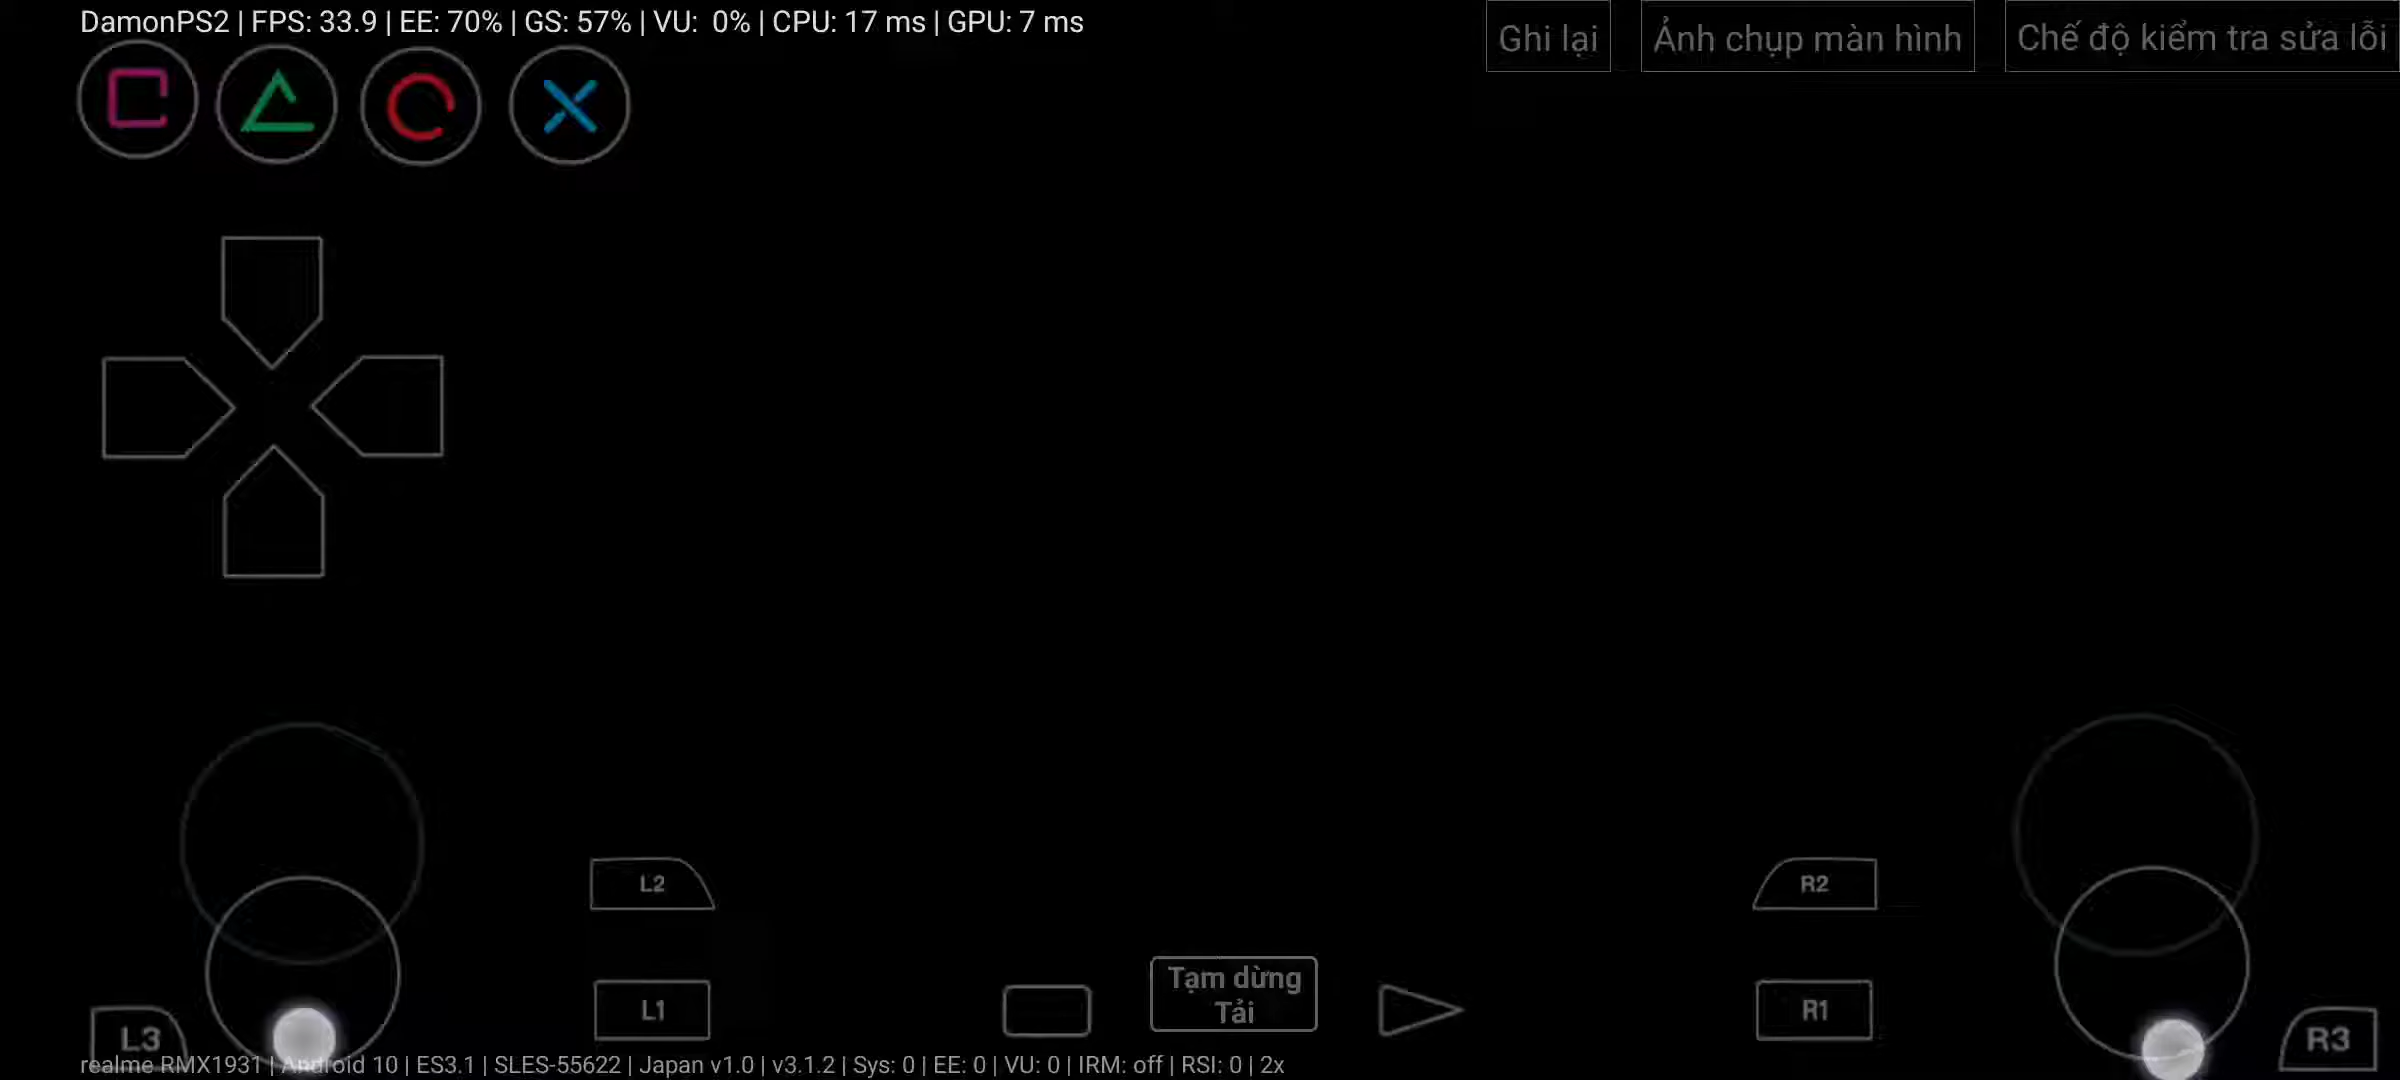 DamonPS2 | FPS: 33.9 | EE: 70% | GS: 57% | VU: 0% | CPU: 17 ms | GPU: 7 ms
Ghi lại
Ảnh chụp màn hình
Chế độ kiểm tra sửa lỗi
L2
R2
L1
Tạm dừng
Tải
R1
L3
R3
realme RMX1931 | Android 10 | ES3.1 | SLES-55622 | Japan v1.0 | v3.1.2 | Sys: 0 | EE: 0 | VU: 0 | IRM: off | RSI: 0 | 2x